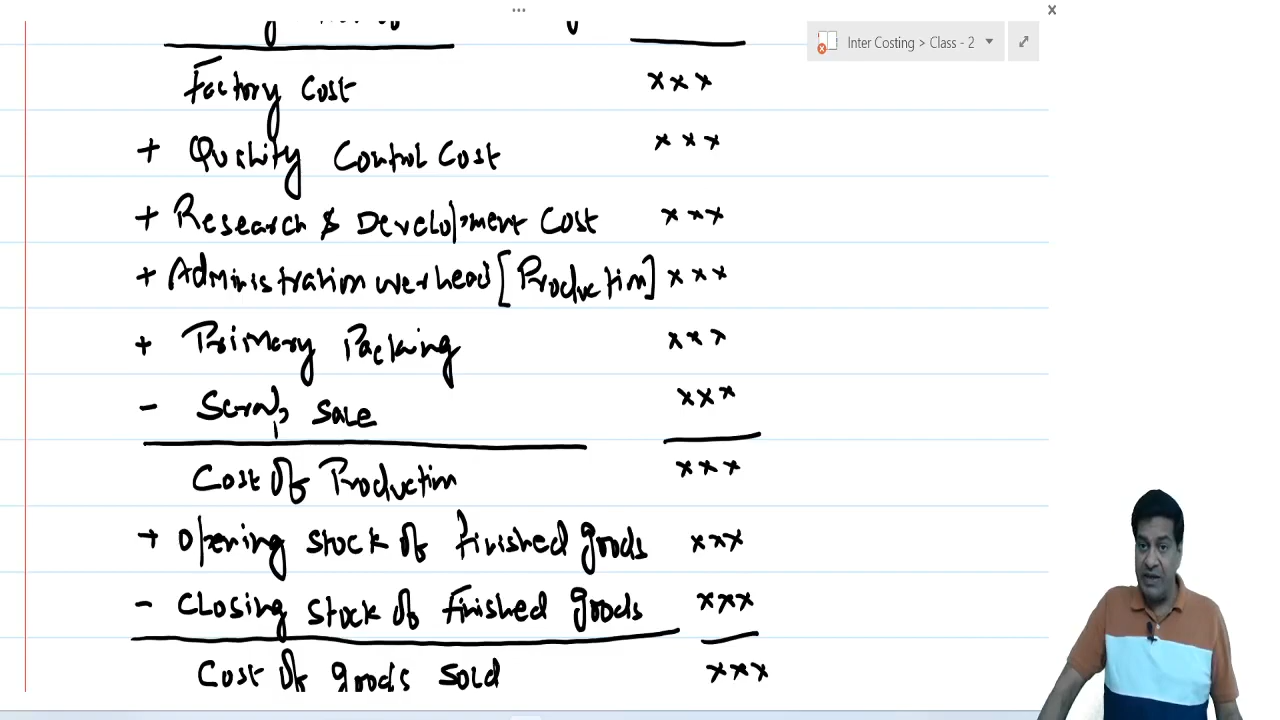 ...
Inter Costing > Class - 2
Factory Cost xxx
+ Quality Control Cost xxx
+ Research & Development Cost xxx
+ Administration overhead [Production] xxx
+ Primary Packing xxx
- Scrap Sale xxx
Cost of Production xxx
+ opening stock of finished goods xxx
- Closing stock of Finished goods xxx
Cost of goods sold xxx